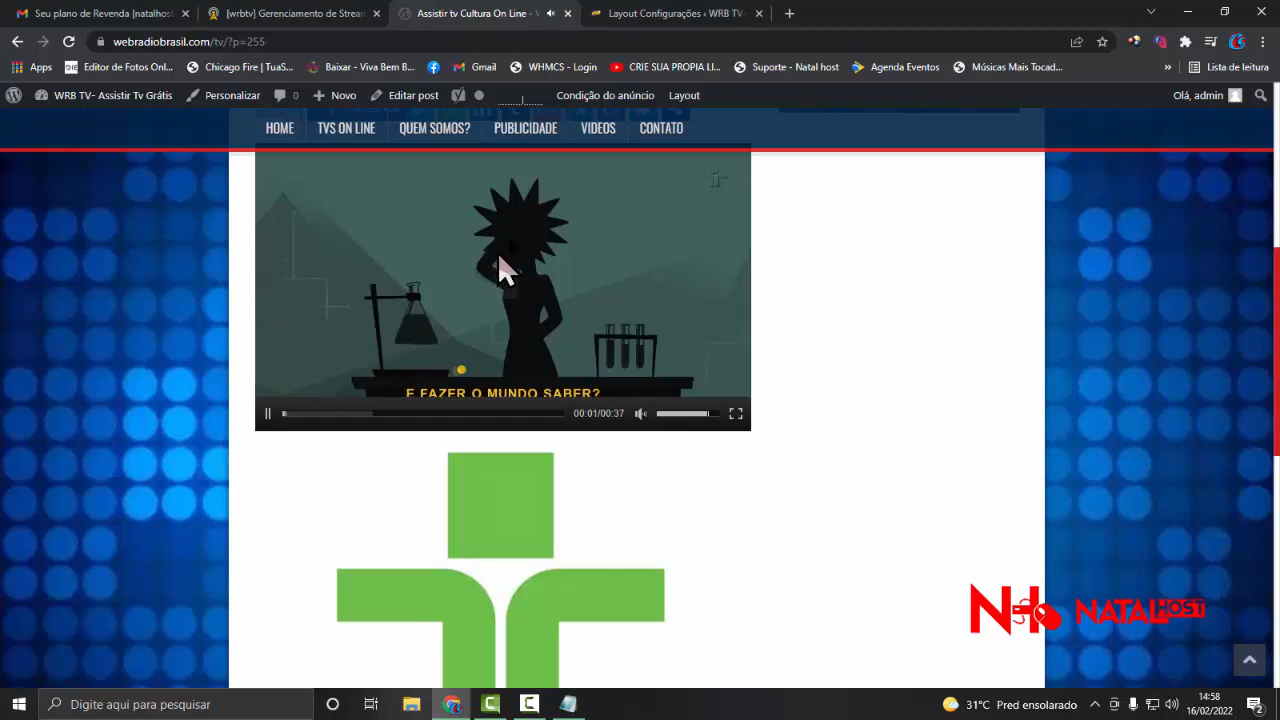 Seu plano de Revenda [natalhost
[wrbtv] Gerenciamento de Strear
Assistir tv Cultura On Line - V
Layout Configurações ‹ WRB TV-
webradiobrasil.com/tv/?p=255
Apps
Editor de Fotos Onl...
Chicago Fire | TuaS...
Baixar - Viva Bem B...
Gmail
WHMCS - Login
CRIE SUA PROPIA LI...
Suporte - Natal host
Agenda Eventos
Músicas Mais Tocad...
»
Lista de leitura
WRB TV- Assistir Tv Grátis
Personalizar
0
Novo
Editar post
Condição do anúncio
Layout
Olá, admin
HOME
TVS ON LINE
QUEM SOMOS?
PUBLICIDADE
VIDEOS
CONTATO
E FAZER O MUNDO SABER?
00:01/00:37
NH
NATALHOST
Digite aqui para pesquisar
31°C Pred ensolarado
14:58
16/02/2022
2